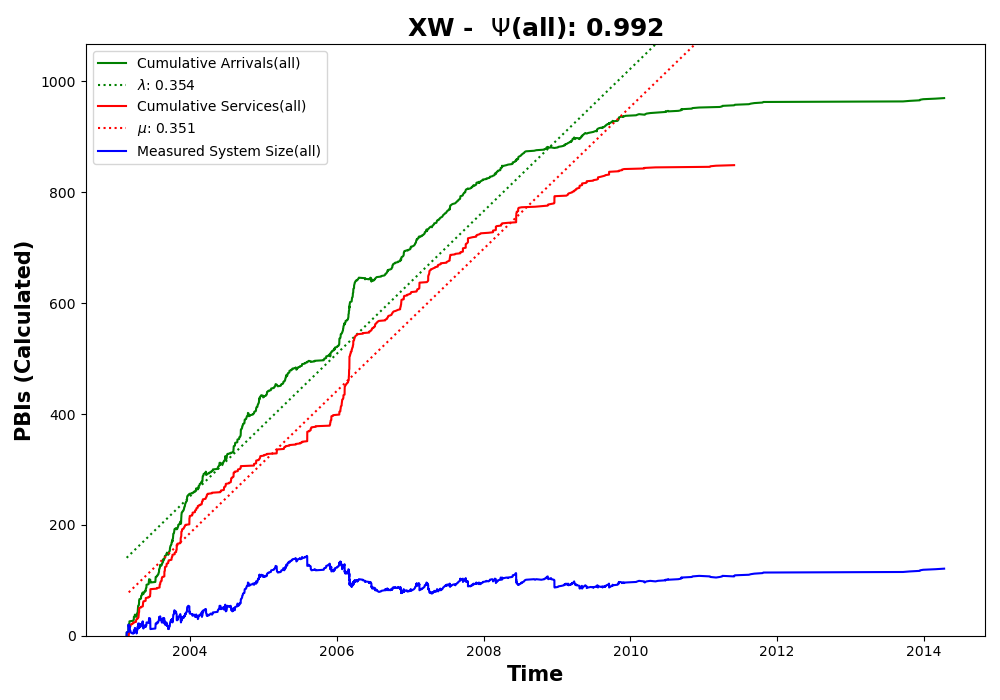 XW -  Ψ(all): 0.992
Cumulative Arrivals(all)
λ: 0.354
Cumulative Services(all)
μ: 0.351
Measured System Size(all)
PBIs (Calculated)
1000
800
600
400
200
0
2004 2006 2008 2010 2012 2014
Time